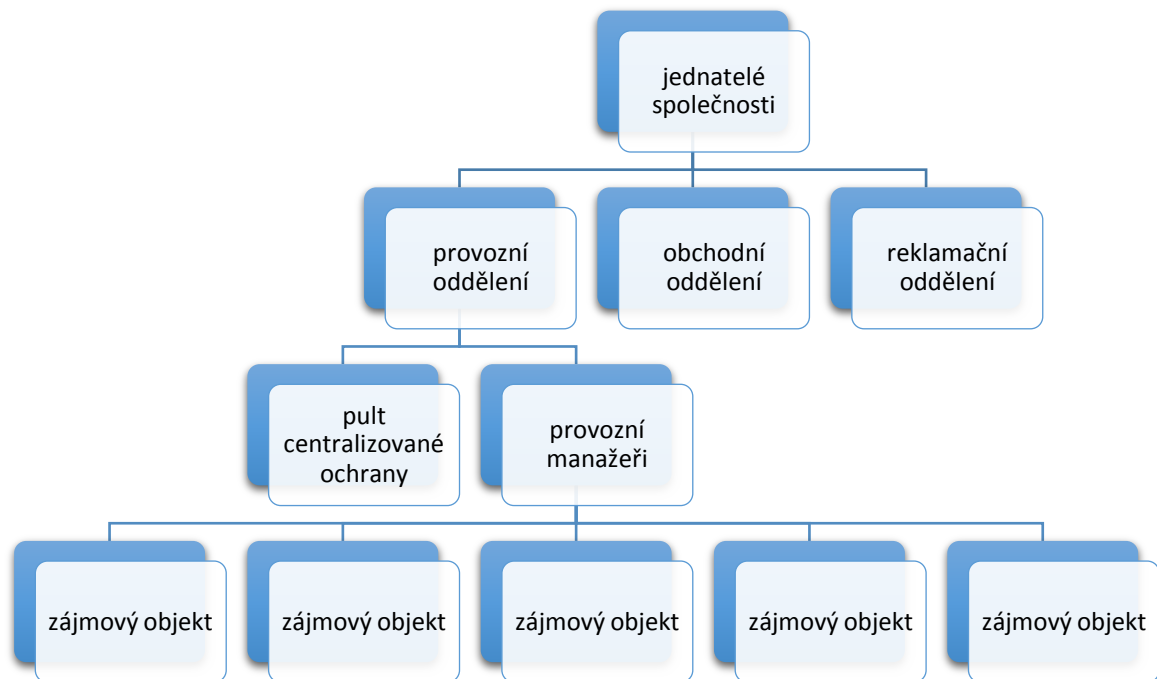 jednatelé
společnosti
provozní
oddělení
obchodní
oddělení
reklamační
oddělení
pult
centralizované
ochrany
provozní
manažeři
zájmový objekt
zájmový objekt
zájmový objekt
zájmový objekt
zájmový objekt